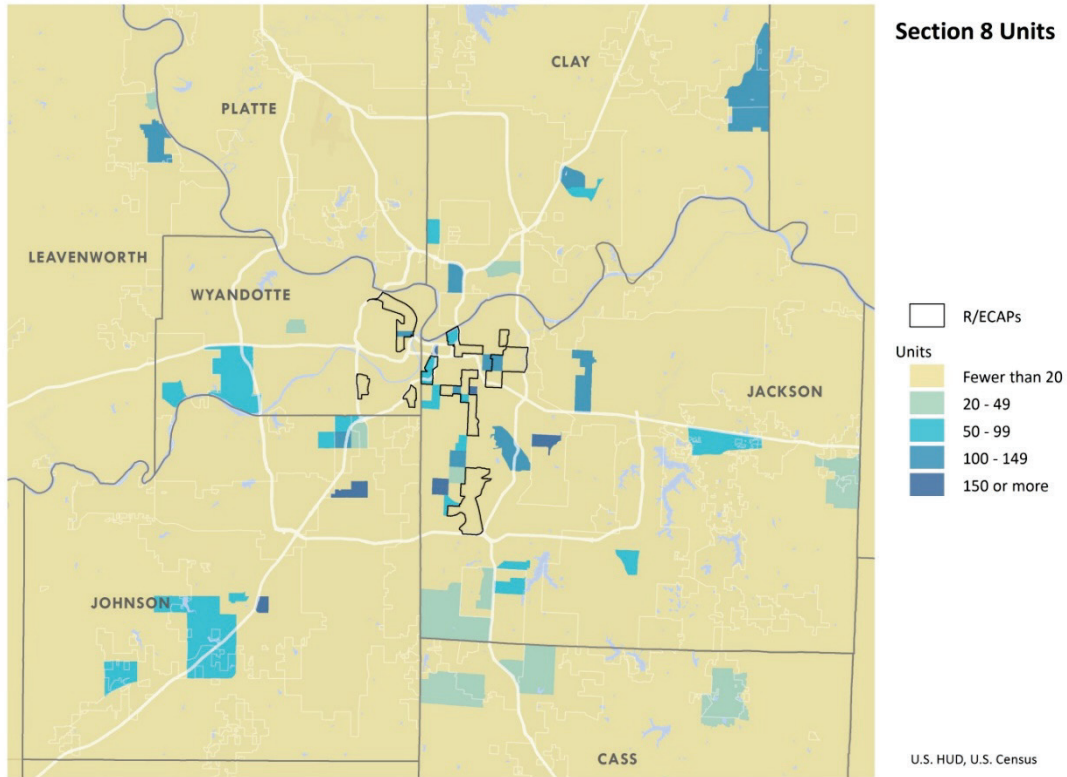 Section 8 Units
CLAY
PLATTE
LEAVENWORTH
WYANDOTTE
JACKSON
JOHNSON
CASS
R/ECAPs
Units
Fewer than 20
20 - 49
50 - 99
100 - 149
150 or more
U.S. HUD, U.S. Census